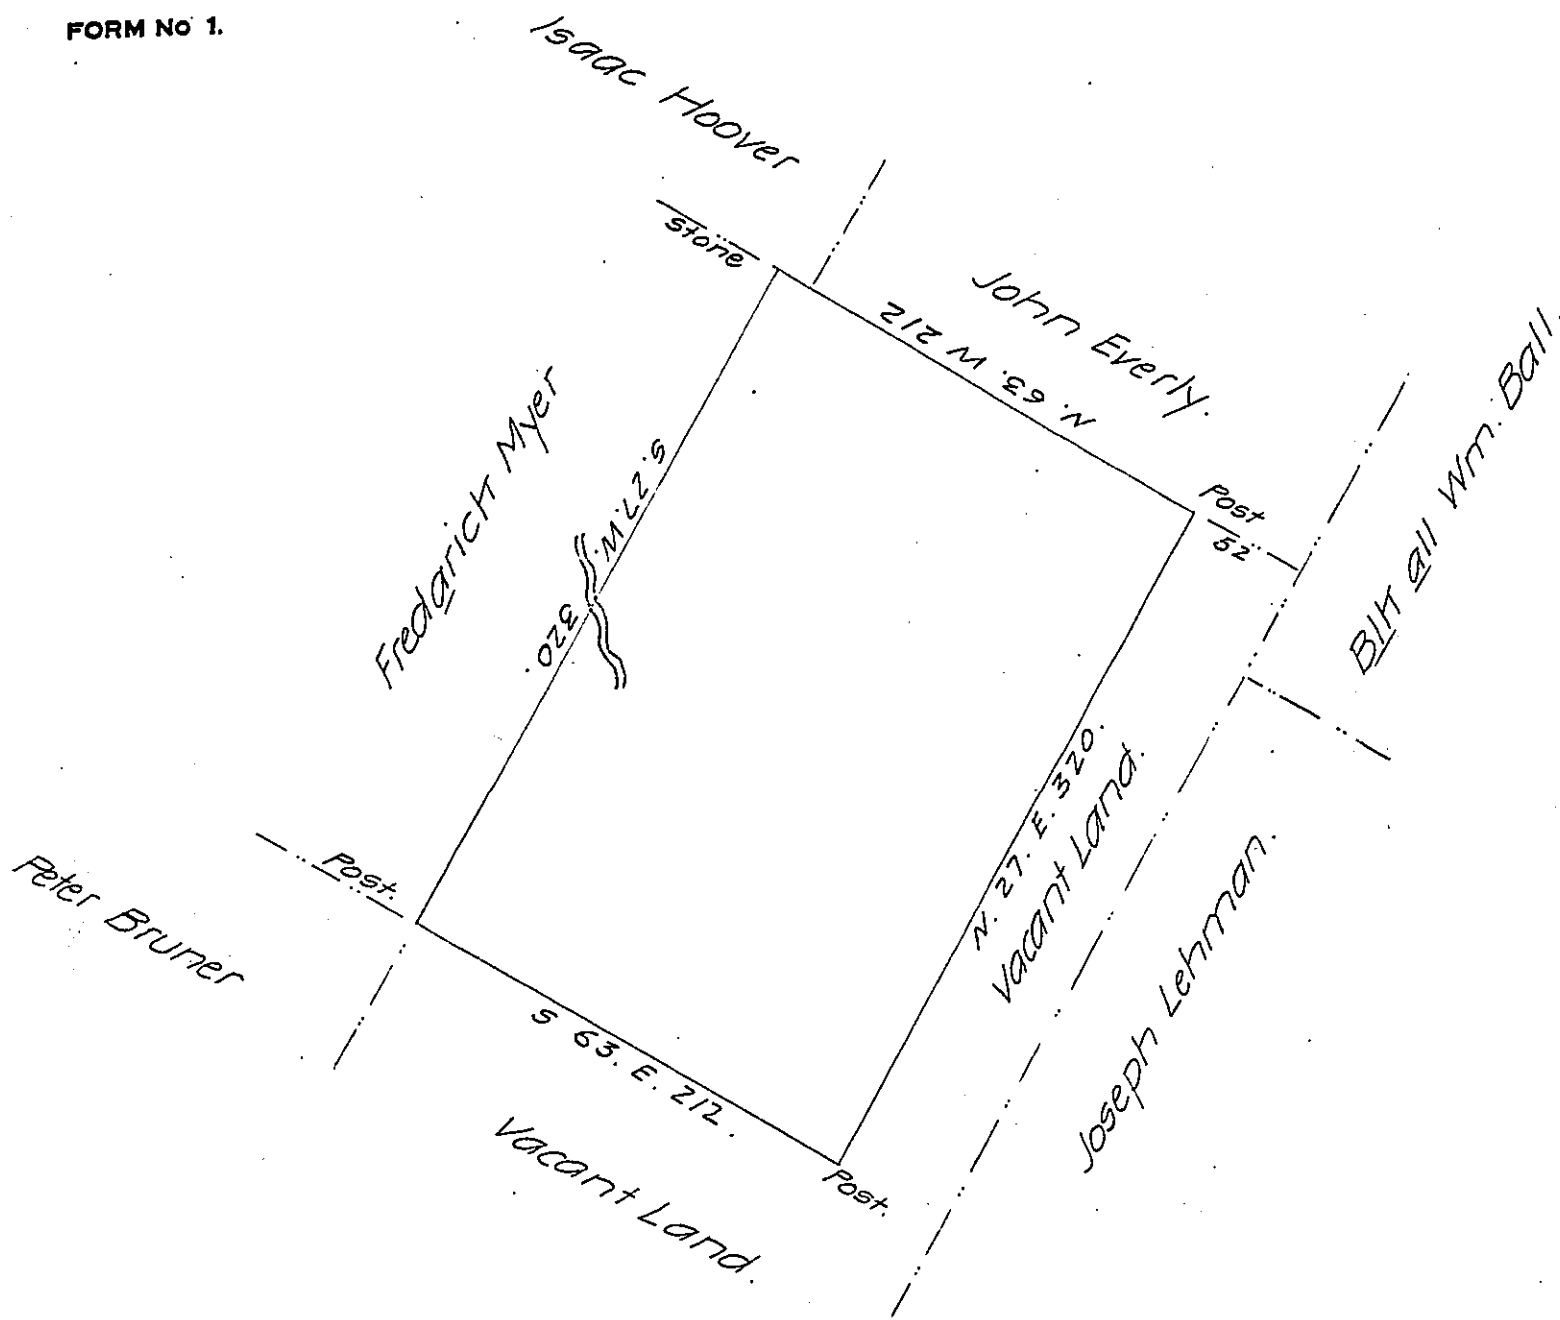 FORM No 1.
Isaac Hoover
stone
John Everly.
N. 63. W 212
Post
52
Blk all Wm. Ball.
Fredarick Myer
S. 27. W.
320.
N. 27. E. 320.
Vacant Land.
Joseph Lehman.
Post.
Peter Bruner
S 63. E. 212.
Vacant Land.
Post.